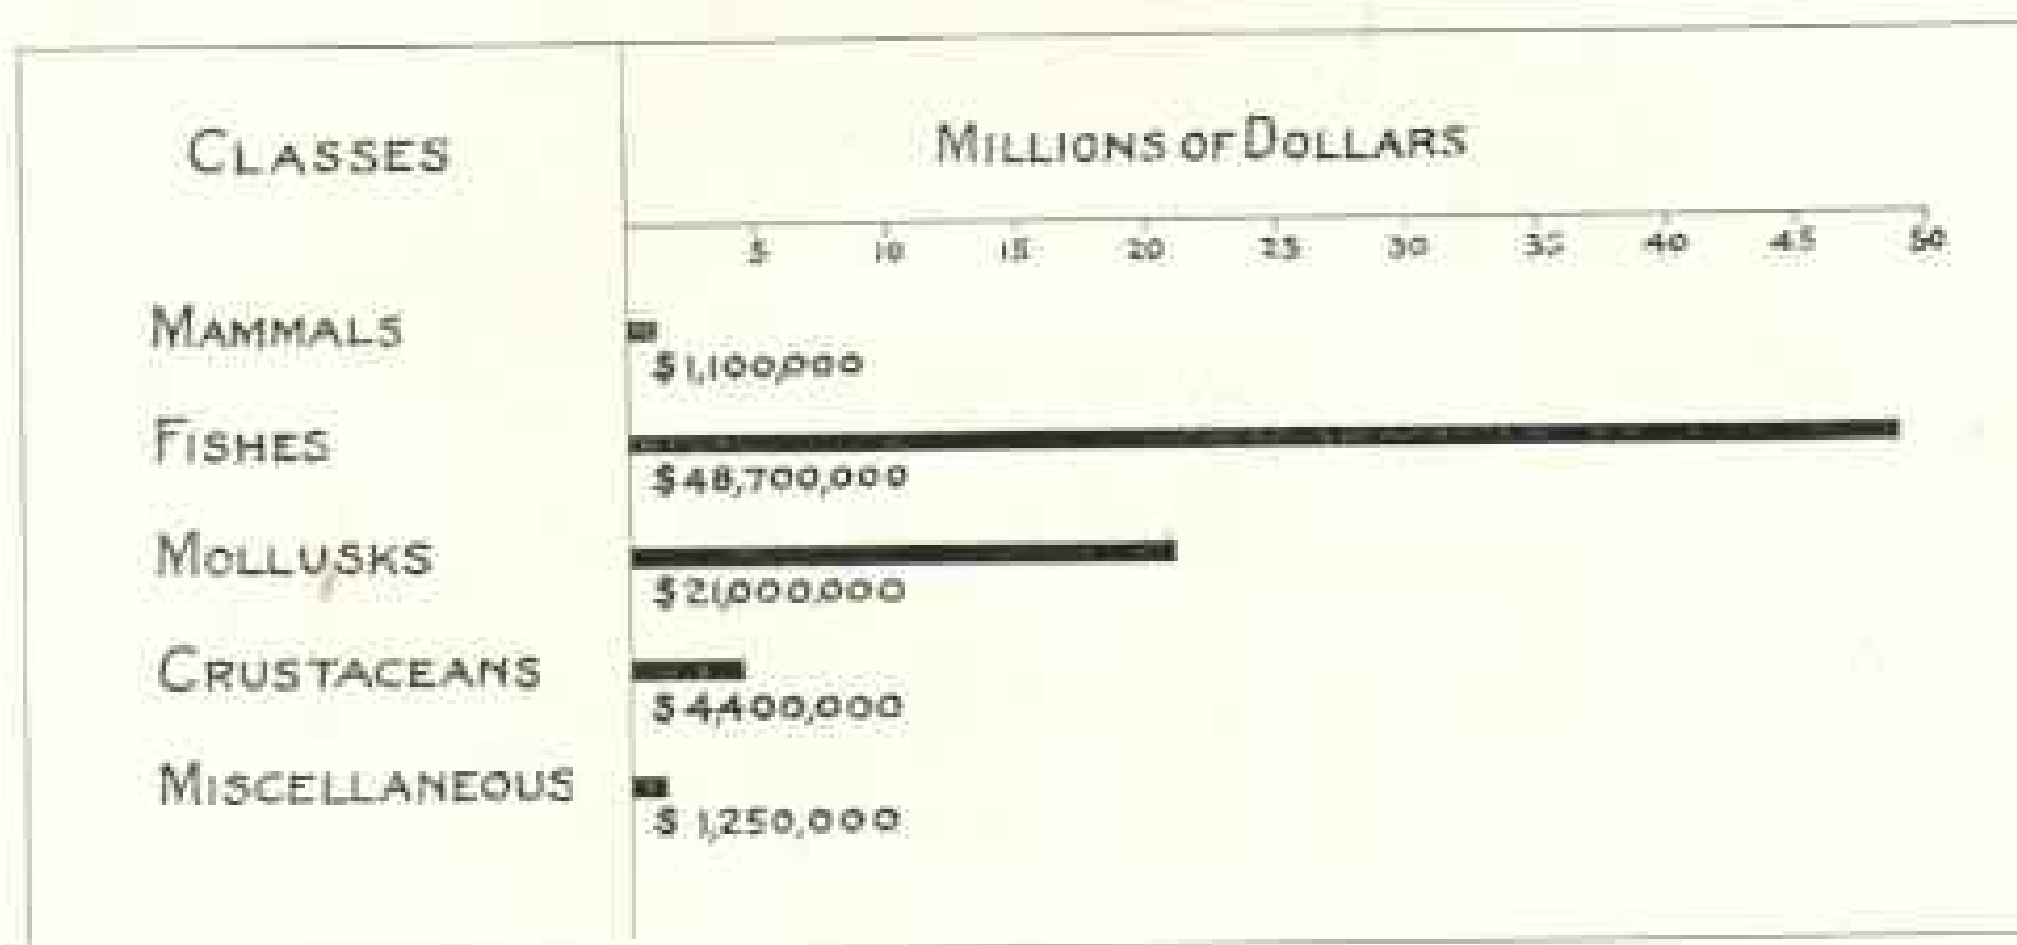 CLASSES
MILLIONS OF DOLLARS
5 10 15 20 25 30 35 40 45 50
MAMMALS
$1,100,000
FISHES
$48,700,000
MOLLUSKS
$21,000,000
CRUSTACEANS
$4,400,000
MISCELLANEOUS
$1,250,000